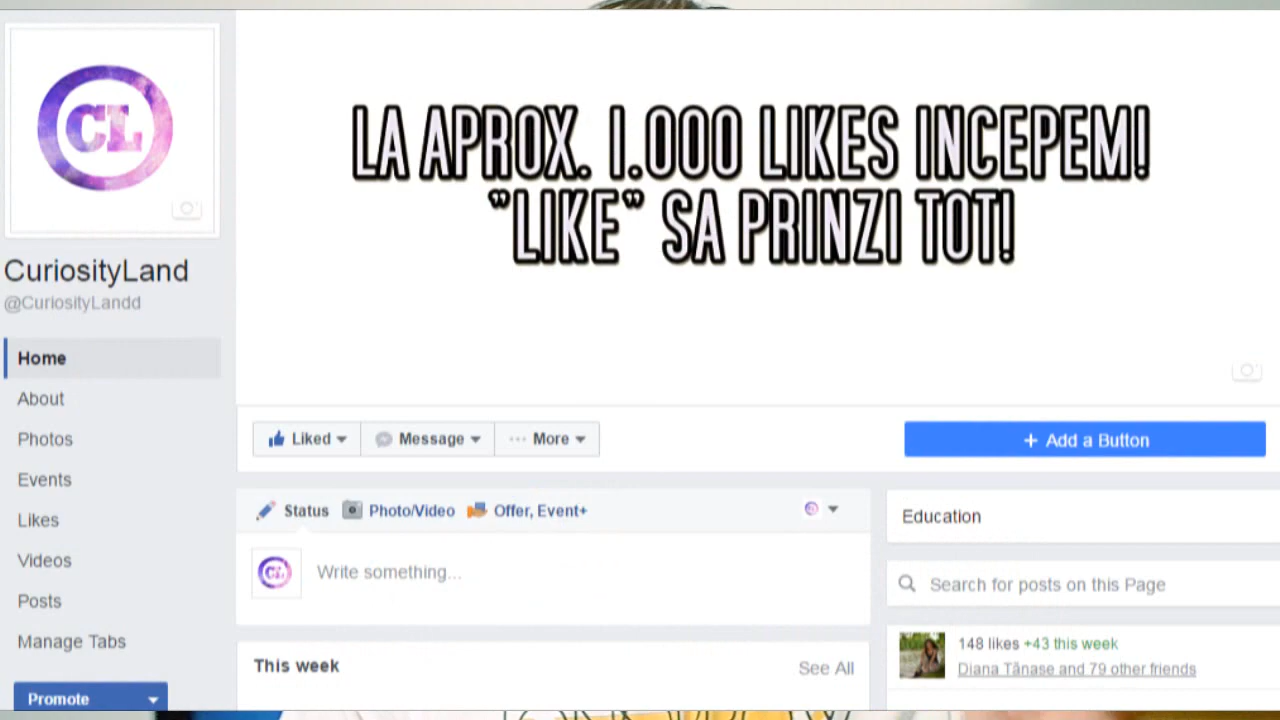 CL
CuriosityLand
@CuriosityLandd
Home
About
Photos
Events
Likes
Videos
Posts
Manage Tabs
Promote
LA APROX. 1.000 LIKES INCEPEM!
"LIKE" SA PRINZI TOT!
Liked
Message
More
+ Add a Button
Status
Photo/Video
Offer, Event+
CL
Write something...
This week
See All
Education
Search for posts on this Page
148 likes +43 this week
Diana Tănase and 79 other friends